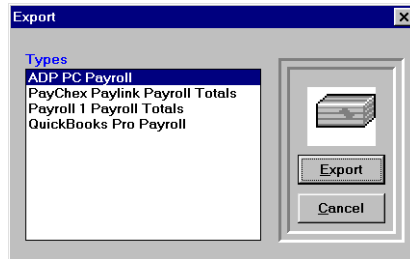 Export
Types
ADP PC Payroll
PayChex Paylink Payroll Totals
Payroll 1 Payroll Totals
QuickBooks Pro Payroll
Export
Cancel